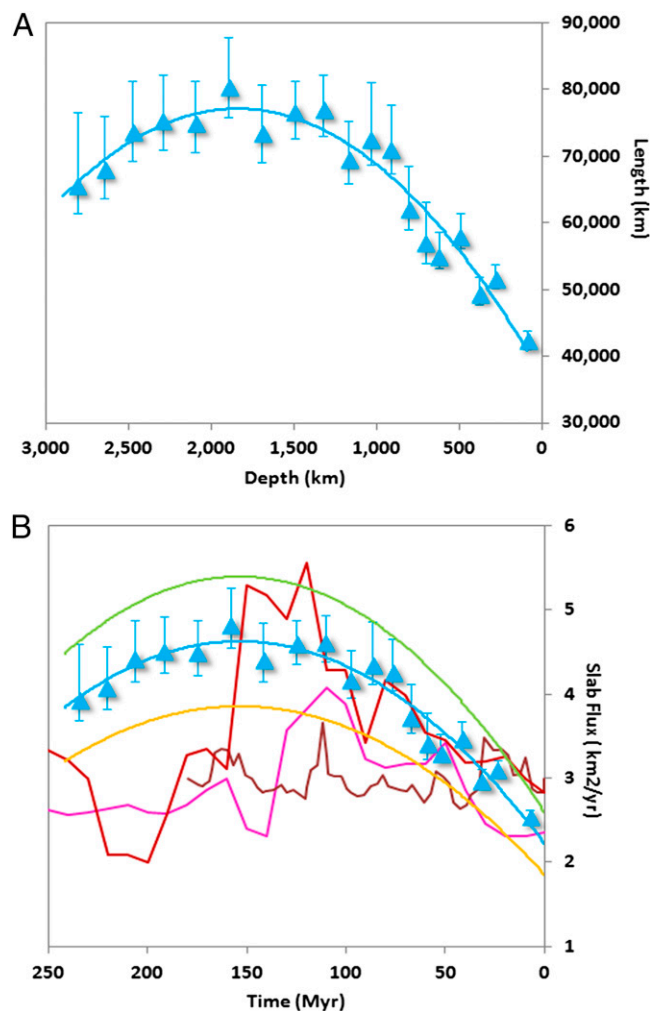 A
90,000
80,000
70,000
60,000
50,000
40,000
30,000
Length (km)
3,000 2,500 2,000 1,500 1,000 500 0
Depth (km)
B
6
5
4
3
2
1
Slab Flux ( km2/yr)
250 200 150 100 50 0
Time (Myr)